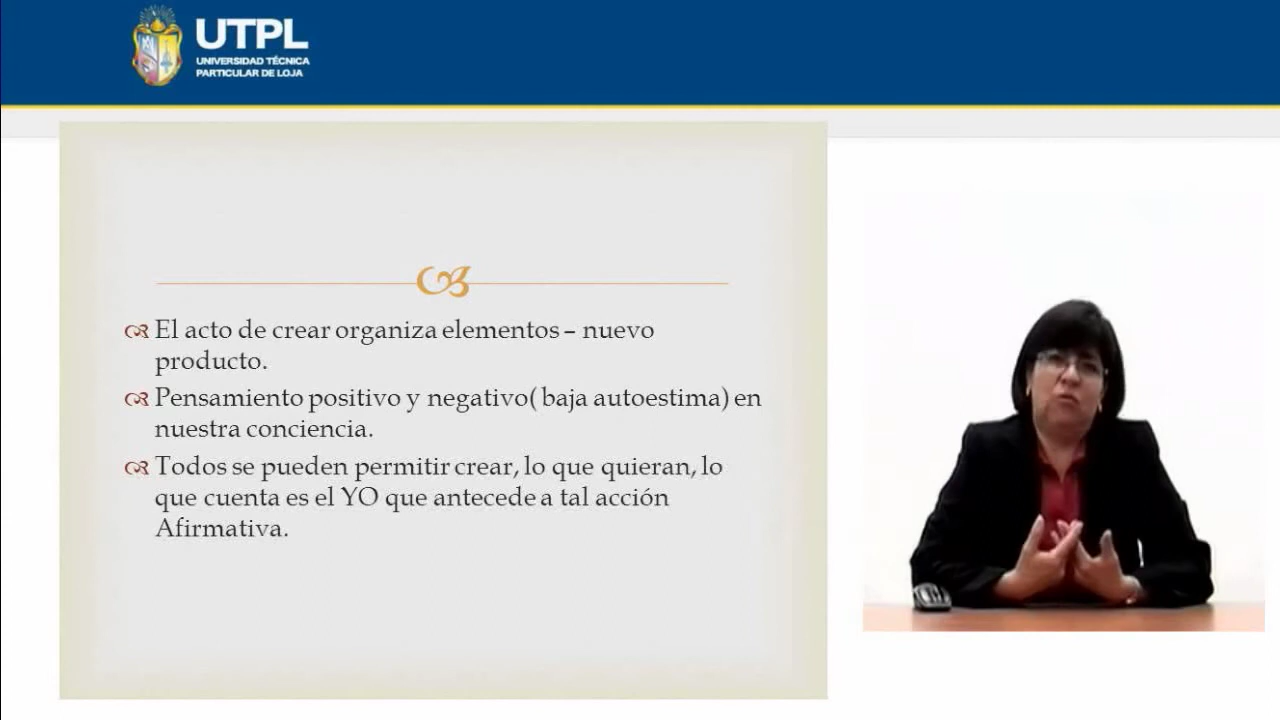 UTPL
UNIVERSIDAD TÉCNICA
PARTICULAR DE LOJA
El acto de crear organiza elementos – nuevo
producto.
Pensamiento positivo y negativo( baja autoestima) en
nuestra conciencia.
Todos se pueden permitir crear, lo que quieran, lo
que cuenta es el YO que antecede a tal acción
Afirmativa.